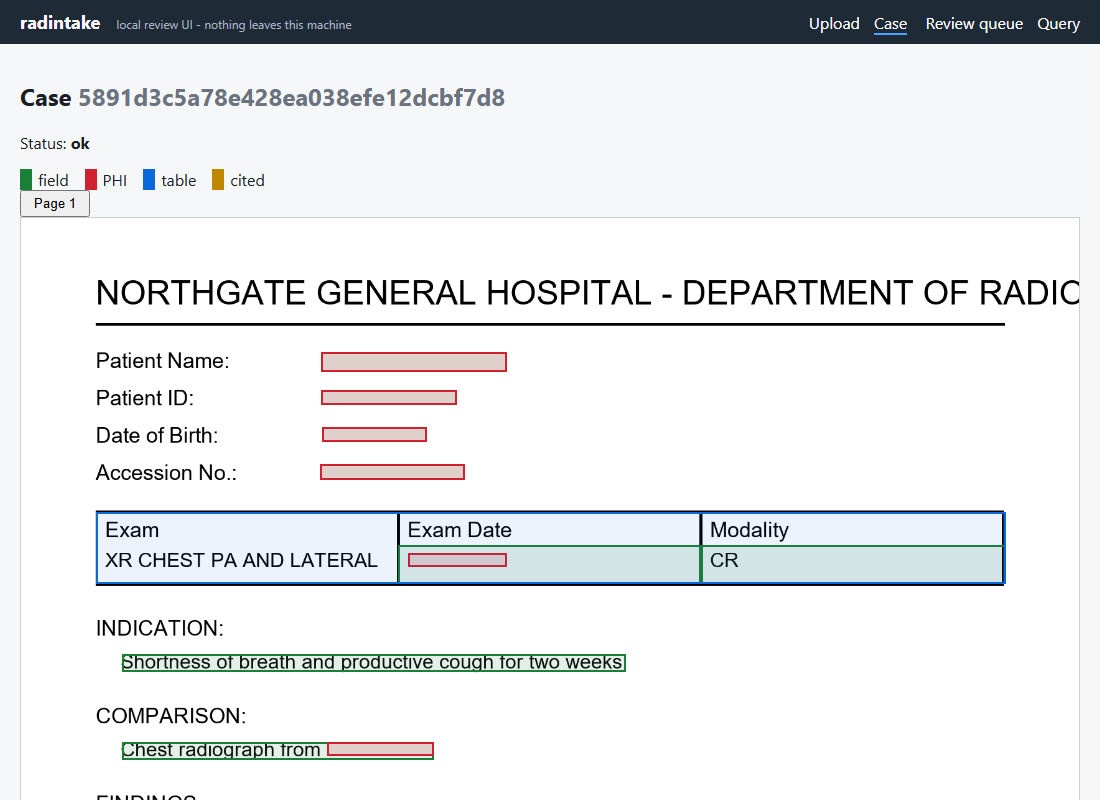 radintake local review UI - nothing leaves this machine Upload Case Review queue Query
Case 5891d3c5a78e428ea038efe12dcbf7d8
Status: ok
field PHI table cited
Page 1
NORTHGATE GENERAL HOSPITAL - DEPARTMENT OF RADIO
Patient Name:
Patient ID:
Date of Birth:
Accession No.:
Exam Exam Date Modality
XR CHEST PA AND LATERAL CR
INDICATION:
Shortness of breath and productive cough for two weeks.
COMPARISON:
Chest radiograph from
FINDINGS